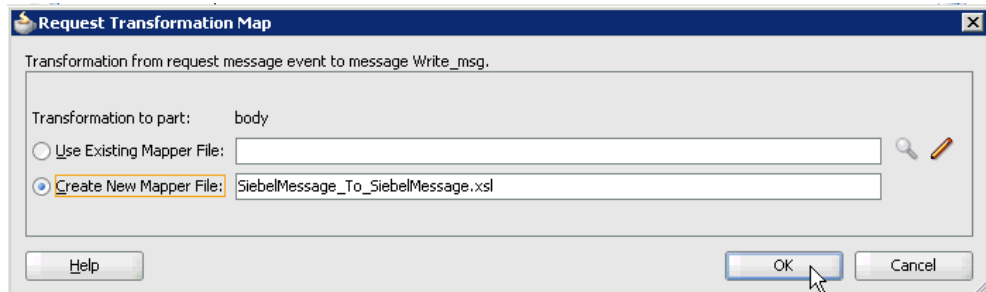 Request Transformation Map
Transformation from request message event to message Write_msg.
Transformation to part: body
Use Existing Mapper File:
Create New Mapper File: SiebelMessage_To_SiebelMessage.xsl
Help OK Cancel